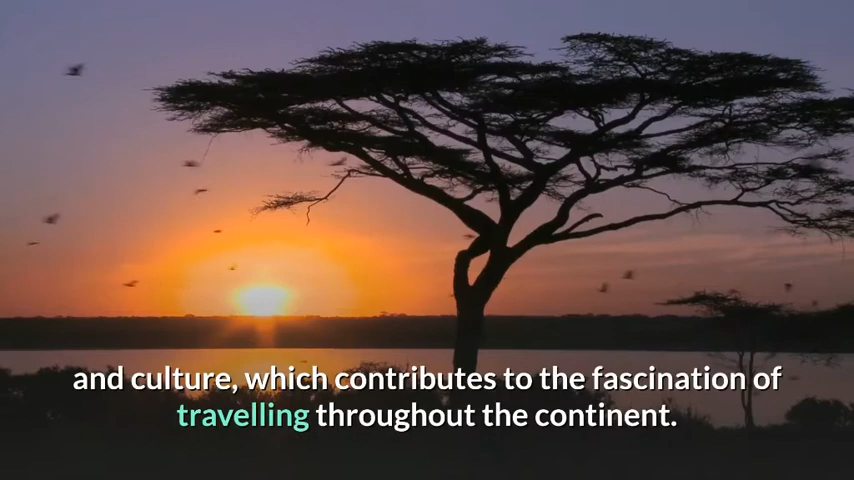 and culture, which contributes to the fascination of
travelling throughout the continent.